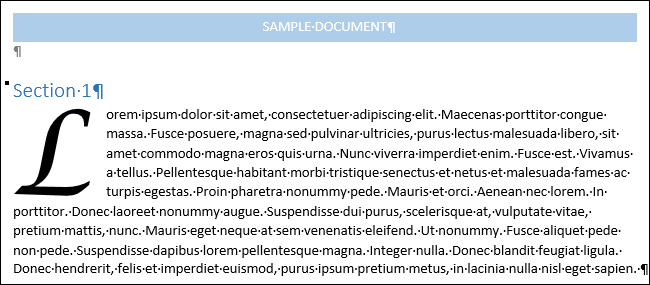 SAMPLE DOCUMENT¶
¶
Section 1¶
Lorem ipsum dolor sit amet, consectetuer adipiscing elit. Maecenas porttitor congue
massa. Fusce posuere, magna sed pulvinar ultricies, purus lectus malesuada libero, sit
amet commodo magna eros quis urna. Nunc viverra imperdiet enim. Fusce est. Vivamus
a tellus. Pellentesque habitant morbi tristique senectus et netus et malesuada fames ac
turpis egestas. Proin pharetra nonummy pede. Mauris et orci. Aenean nec lorem. In
porttitor. Donec laoreet nonummy augue. Suspendisse dui purus, scelerisque at, vulputate vitae,
pretium mattis, nunc. Mauris eget neque at sem venenatis eleifend. Ut nonummy. Fusce aliquet pede
non pede. Suspendisse dapibus lorem pellentesque magna. Integer nulla. Donec blandit feugiat ligula.
Donec hendrerit, felis et imperdiet euismod, purus ipsum pretium metus, in lacinia nulla nisl eget sapien. ¶